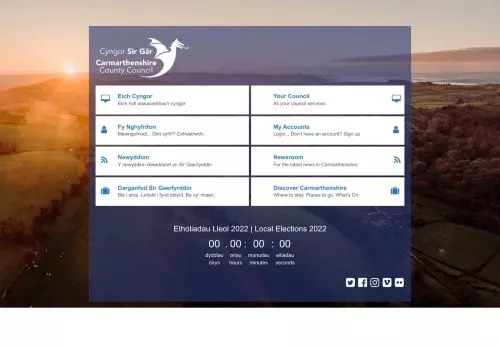 Cyngor Sir Gâr
Carmarthenshire
County Council
Eich Cyngor
Eich holl wasanaethau'r cyngor
Your Council
All your council services
Fy Nghyfrifon
Mewngofnodi... Dim cyfrif? Cofrestrwch
My Accounts
Login... Don't have an account? Sign up
Newyddion
Y newyddion diweddaraf yn Sir Gaerfyrddin
Newsroom
For the latest news in Carmarthenshire
Darganfod Sir Gaerfyrddin
Ble i aros. Lefydd i fynd iddynt. Be sy' mlaen.
Discover Carmarthenshire
Where to stay. Places to go. What's On.
Etholiadau Lleol 2022 | Local Elections 2022
00 . 00 : 00 : 00
dyddiau oriau munudau eiliadau
days hours minutes seconds